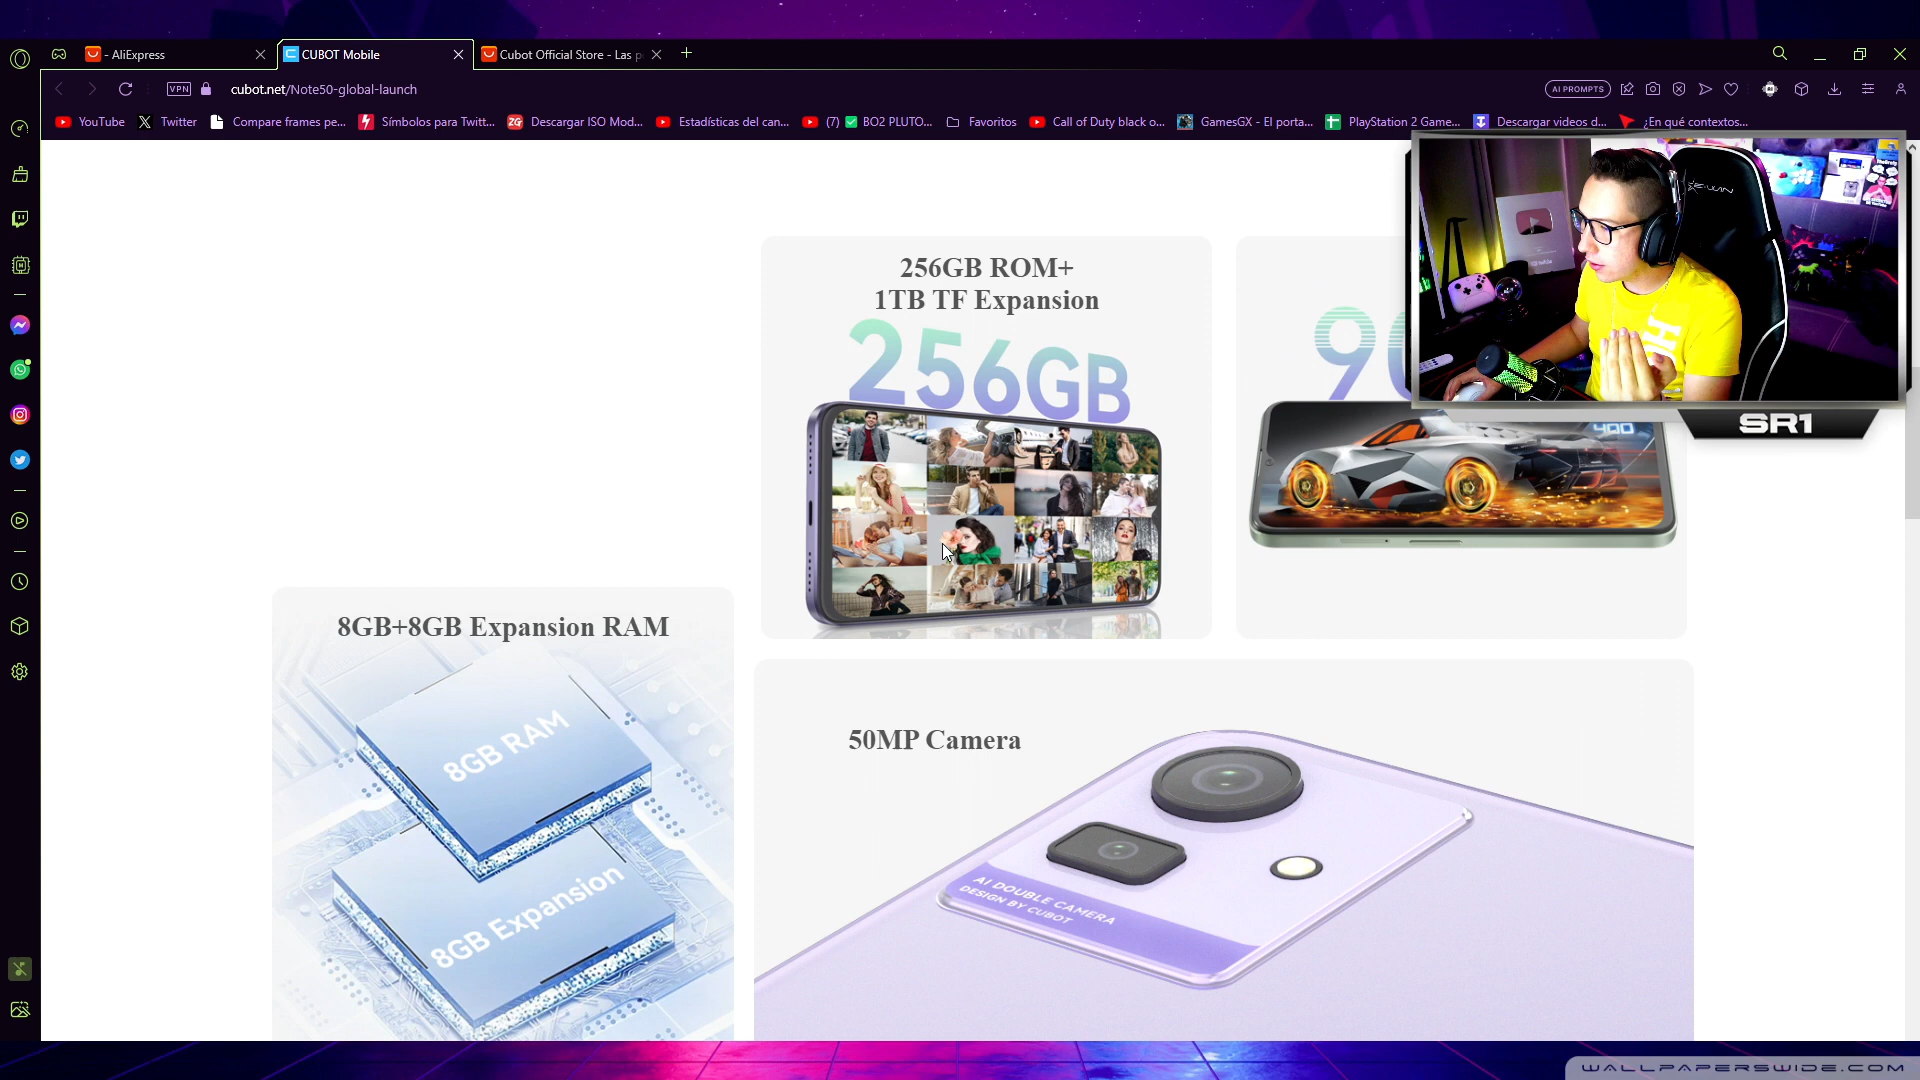 - AliExpress
CUBOT Mobile
Cubot Official Store - Las p
VPN
cubot.net/Note50-global-launch
AI PROMPTS
YouTube
Twitter
Compare frames pe...
Símbolos para Twitt...
2G
Descargar ISO Mod...
Estadísticas del can...
(7) ✅ BO2 PLUTO...
Favoritos
Call of Duty black o...
GamesGX - El porta...
PlayStation 2 Game...
Descargar videos d...
¿En qué contextos...
256GB ROM+
1TB TF Expansion
256GB
90
SR1
8GB+8GB Expansion RAM
8GB RAM
8GB Expansion
50MP Camera
AI DOUBLE CAMERA
DESIGN BY CUBOT
WALLPAPERSWIDE.COM